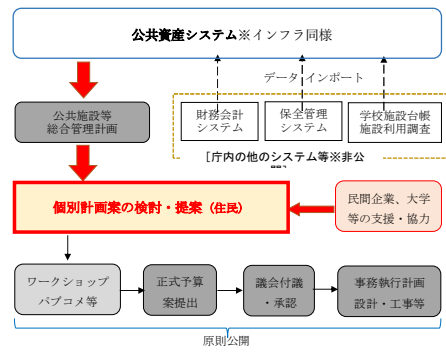 公共資産システム※インフラ同様
データ インポート
公共施設等
総合管理計画
財務会計
システム
保全管理
システム
学校施設台帳
施設利用調査
[庁内の他のシステム等※非公
開]
個別計画案の検討・提案（住民）
民間企業、大学
等の支援・協力
ワークショップ
パブコメ等
正式予算
案提出
議会付議
・承認
事務執行計画
設計・工事等
原則公開